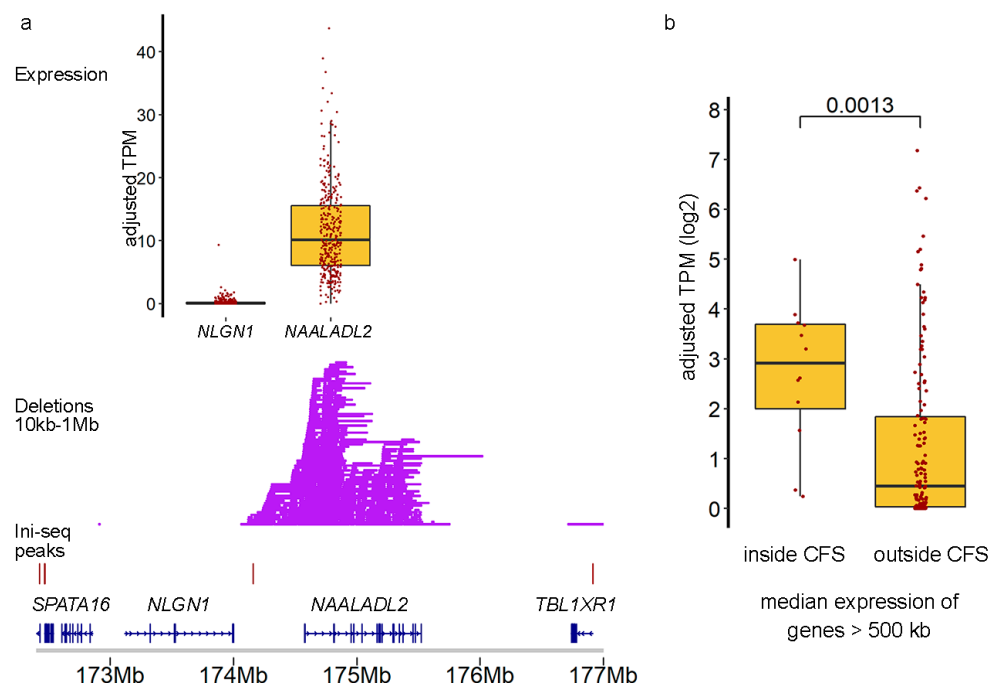 a
Expression
adjusted TPM
40
30
20
10
0
NLGN1 NAALADL2
Deletions
10kb-1Mb
Ini-seq
peaks
SPATA16 NLGN1 NAALADL2 TBL1XR1
173Mb 174Mb 175Mb 176Mb 177Mb
b
0.0013
adjusted TPM (log2)
8
7
6
5
4
3
2
1
0
inside CFS outside CFS
median expression of
genes > 500 kb